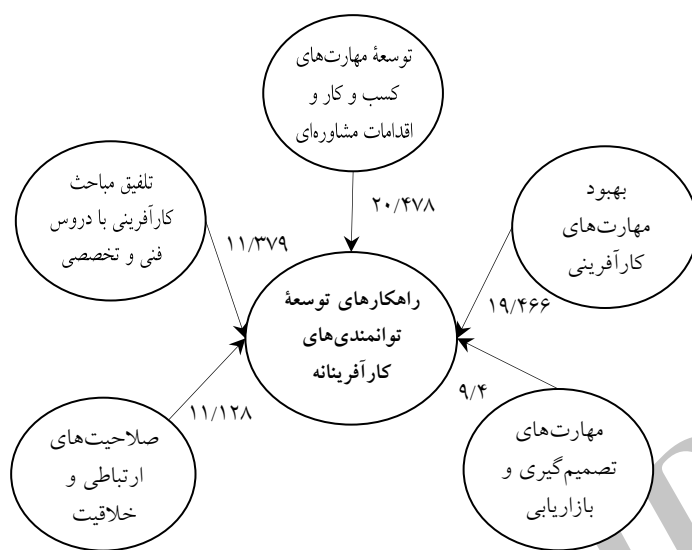 توسعهٔ مهارت‌های
کسب و کار و
اقدامات مشاوره‌ای
۲۰/۴۷۸
بهبود
مهارت‌های
کارآفرینی
۱۹/۴۶۶
تلفیق مباحث
کارآفرینی با دروس
فنی و تخصصی
۱۱/۳۷۹
راهکارهای توسعهٔ
توانمندی‌های
کارآفرینانه
۹/۴
مهارت‌های
تصمیم‌گیری و
بازاریابی
۱۱/۱۲۸
صلاحیت‌های
ارتباطی و
خلاقیت